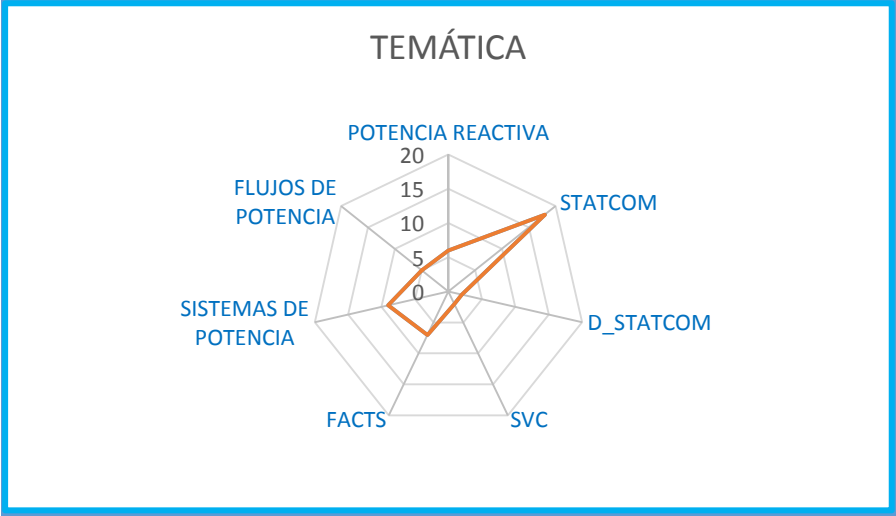 TEMÁTICA
POTENCIA REACTIVA
20
15
10
5
0
STATCOM
D_STATCOM
SVC
FACTS
SISTEMAS DE
POTENCIA
FLUJOS DE
POTENCIA